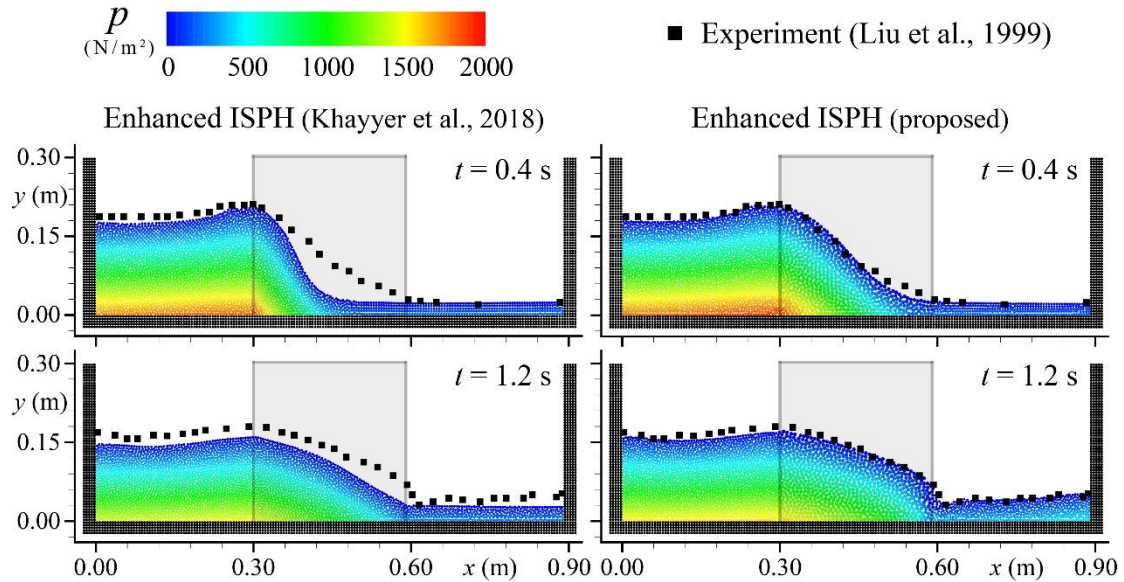 p
(N/m²)
0 500 1000 1500 2000
■ Experiment (Liu et al., 1999)
Enhanced ISPH (Khayyer et al., 2018)
Enhanced ISPH (proposed)
0.30
y (m)
0.15
0.00
t = 0.4 s
t = 0.4 s
0.30
y (m)
0.15
0.00
t = 1.2 s
t = 1.2 s
0.00 0.30 0.60 x (m) 0.90
0.00 0.30 0.60 x (m) 0.90